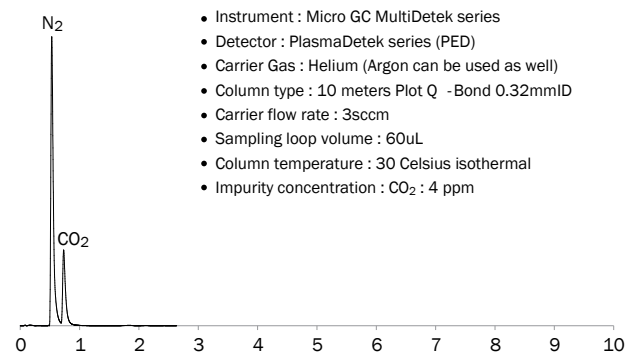 N2
• Instrument : Micro GC MultiDetek series
• Detector : PlasmaDetek series (PED)
• Carrier Gas : Helium (Argon can be used as well)
• Column type : 10 meters Plot Q -Bond 0.32mmID
• Carrier flow rate : 3sccm
• Sampling loop volume : 60uL
• Column temperature : 30 Celsius isothermal
• Impurity concentration : CO2 : 4 ppm
CO2
0 1 2 3 4 5 6 7 8 9 10